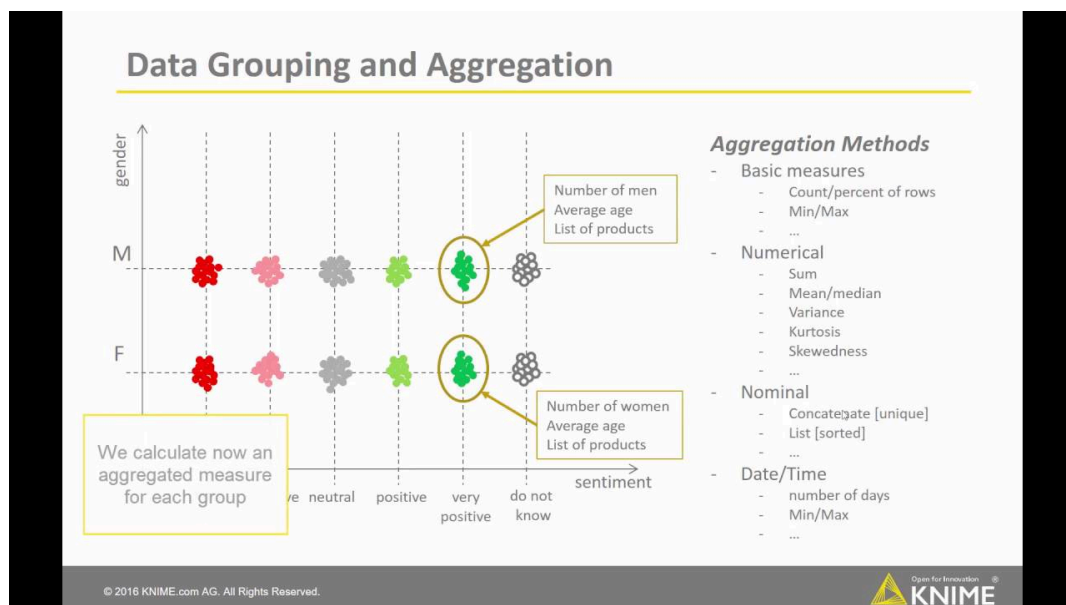 Data Grouping and Aggregation
gender
M
F
Number of men
Average age
List of products
Number of women
Average age
List of products
We calculate now an
aggregated measure
for each group
ve
neutral
positive
very
positive
do not
know
sentiment
Aggregation Methods
- Basic measures
- Count/percent of rows
- Min/Max
- ...
- Numerical
- Sum
- Mean/median
- Variance
- Kurtosis
- Skewedness
- ...
- Nominal
- Concatenate [unique]
- List [sorted]
- ...
- Date/Time
- number of days
- Min/Max
- ...
© 2016 KNIME.com AG. All Rights Reserved.
Open for Innovation
®
KNIME